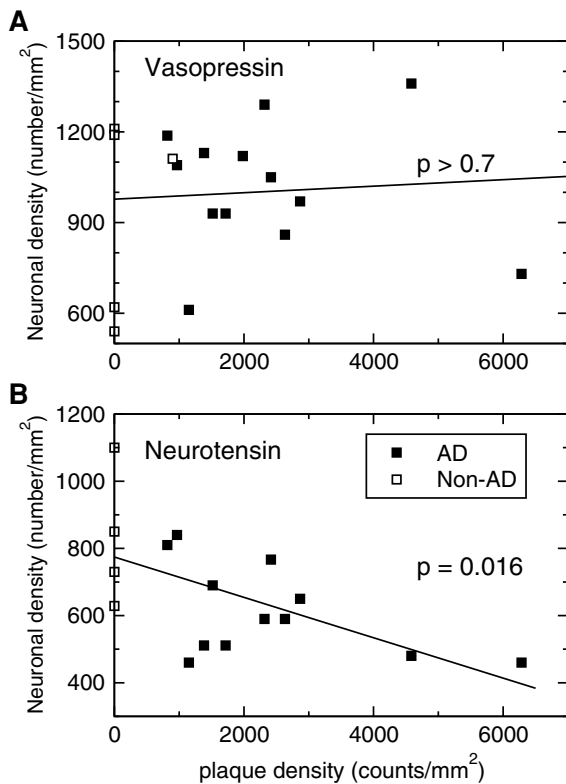 A
1500
1200
900
600
Neuronal density (number/mm²)
Vasopressin
p > 0.7
0 2000 4000 6000
B
1200
1000
800
600
400
Neuronal density (number/mm²)
Neurotensin
AD
Non-AD
p = 0.016
0 2000 4000 6000
plaque density (counts/mm²)